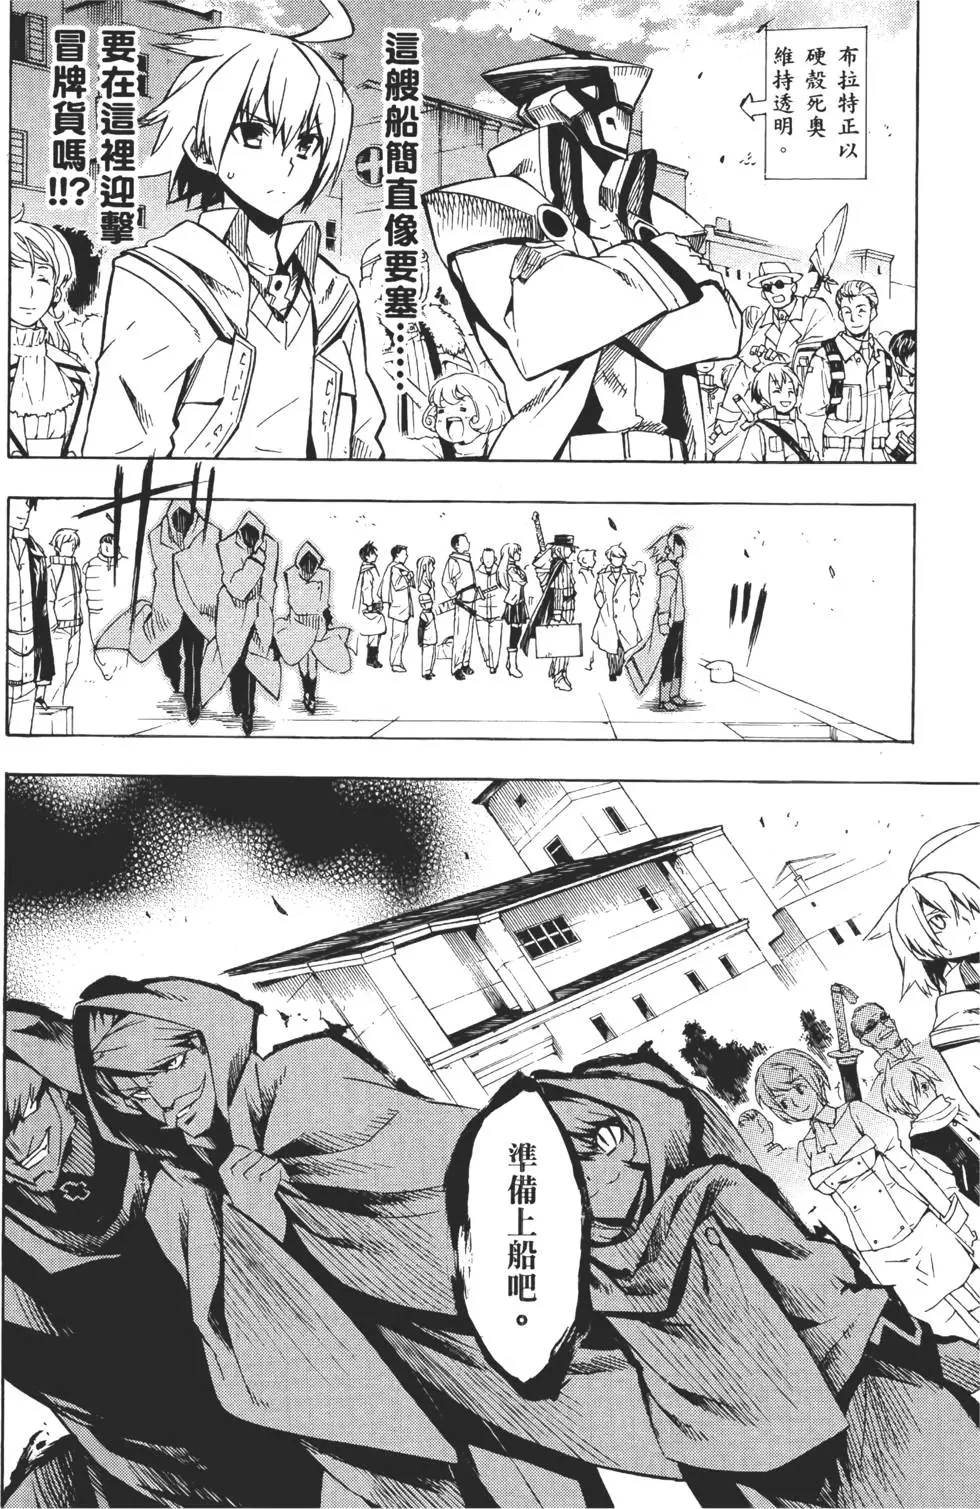 布拉特正以
硬殼死奧
維持透明。
這艘船簡直像要塞……
要在這裡迎擊
冒牌貨嗎!!?
準備上船吧。